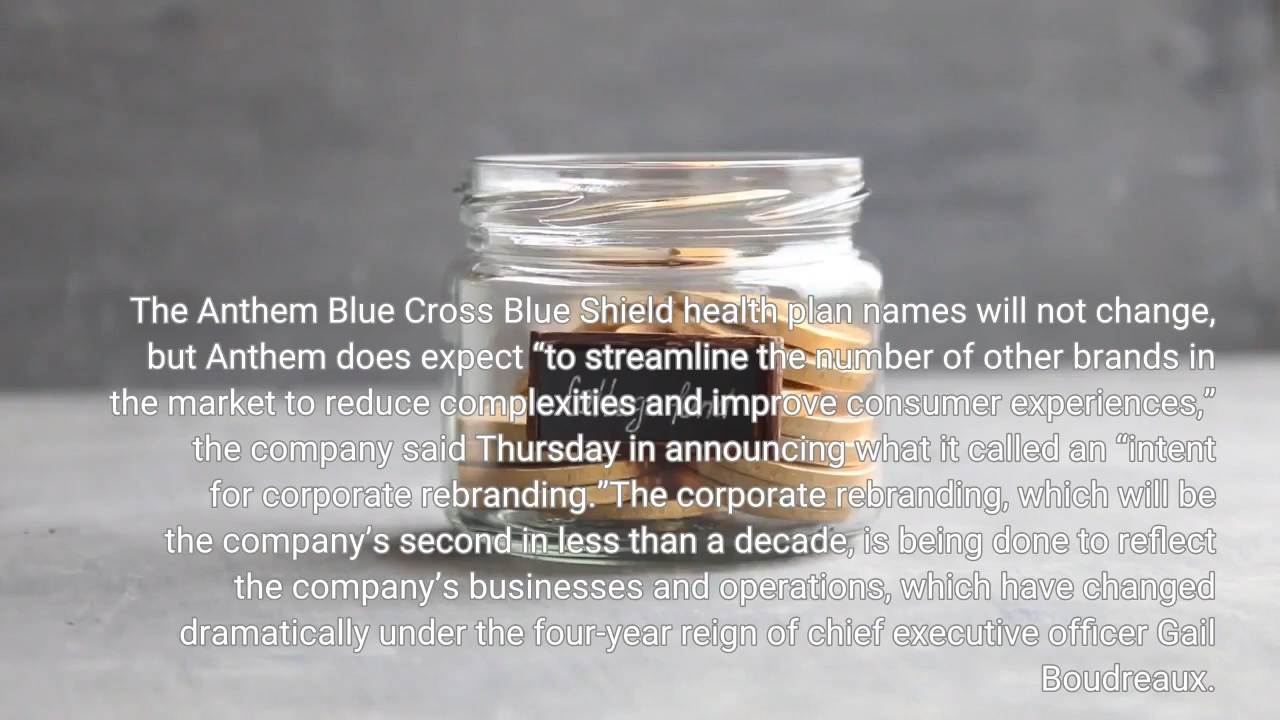 The Anthem Blue Cross Blue Shield health plan names will not change,
but Anthem does expect “to streamline the number of other brands in
the market to reduce complexities and improve consumer experiences,”
the company said Thursday in announcing what it called an “intent
for corporate rebranding.”The corporate rebranding, which will be
the company’s second in less than a decade, is being done to reflect
the company’s businesses and operations, which have changed
dramatically under the four-year reign of chief executive officer Gail
Boudreaux.